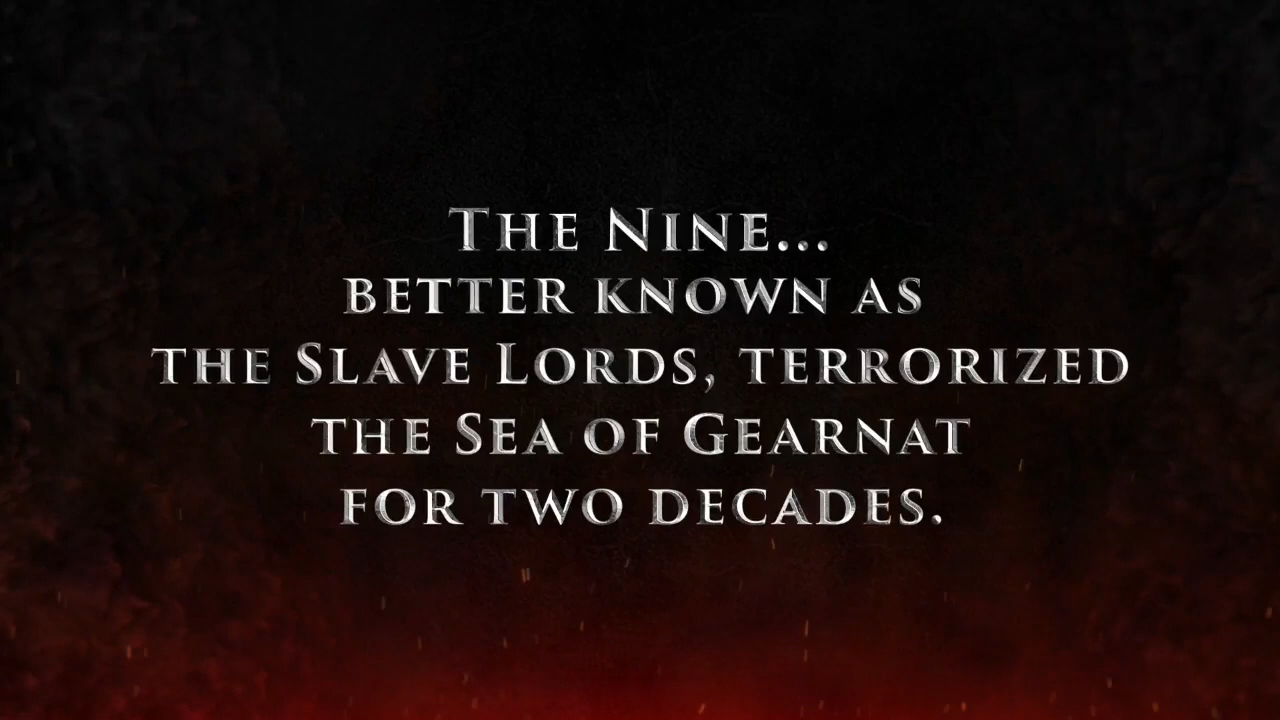 The Nine...
better known as
the Slave Lords, terrorized
the Sea of Gearnat
for two decades.